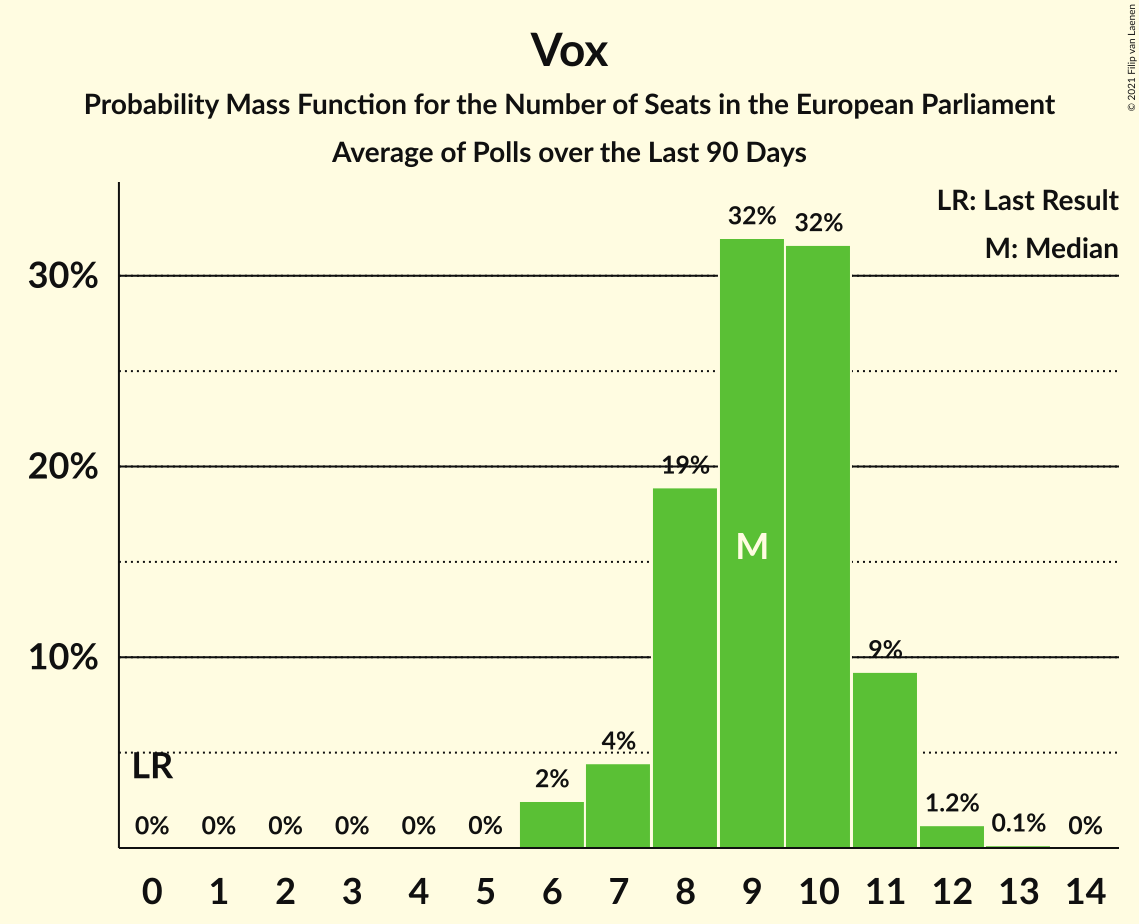 Vox
Probability Mass Function for the Number of Seats in the European Parliament
Average of Polls over the Last 90 Days
© 2021 Filip van Laenen
LR: Last Result
M: Median
30%
20%
10%
32%
32%
19%
M
9%
LR
4%
2%
1.2%
0.1%
0%
0% 0% 0% 0% 0% 0%
0 1 2 3 4 5 6 7 8 9 10 11 12 13 14